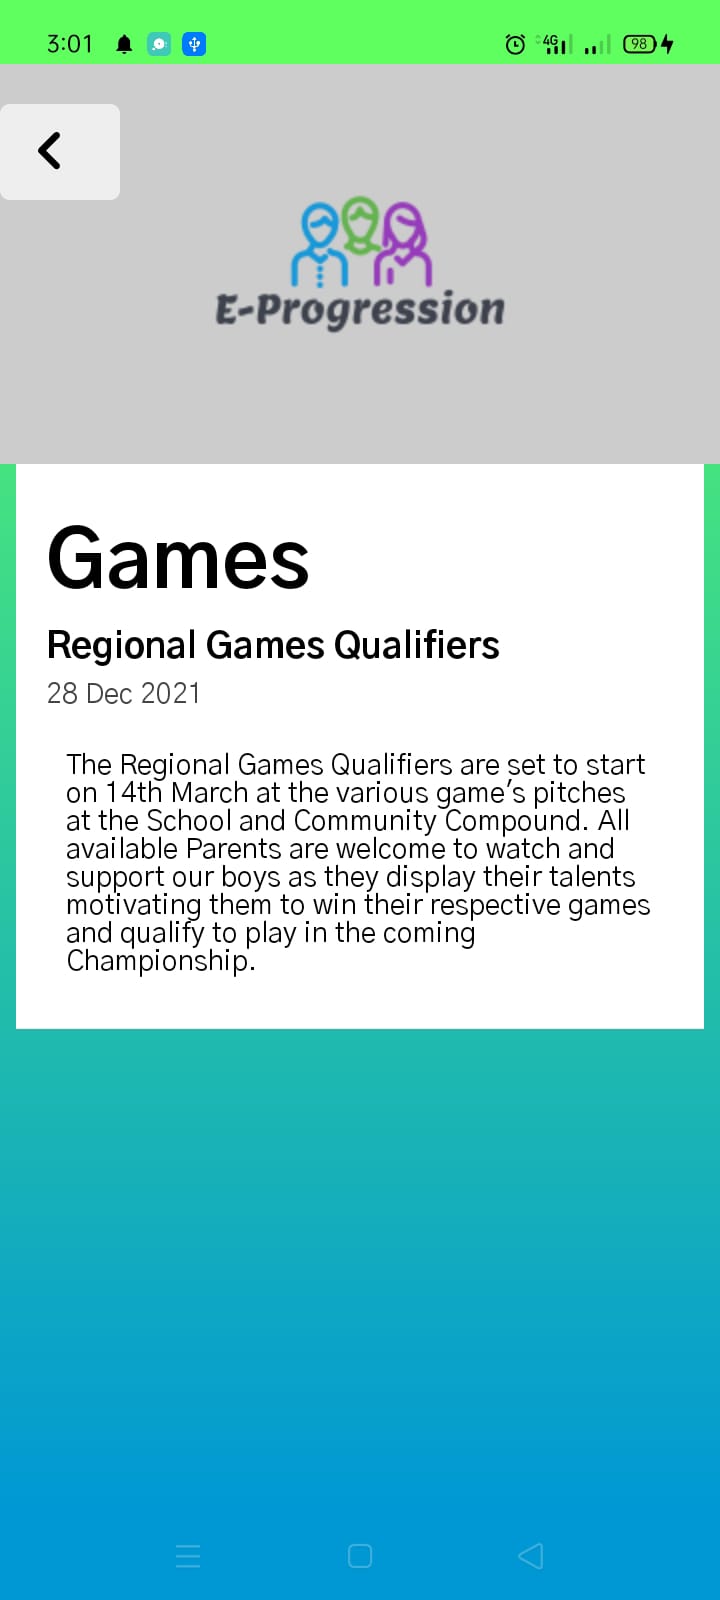 3:01
4G
98
E-Progression
Games
Regional Games Qualifiers
28 Dec 2021
The Regional Games Qualifiers are set to start
on 14th March at the various game's pitches
at the School and Community Compound. All
available Parents are welcome to watch and
support our boys as they display their talents
motivating them to win their respective games
and qualify to play in the coming
Championship.